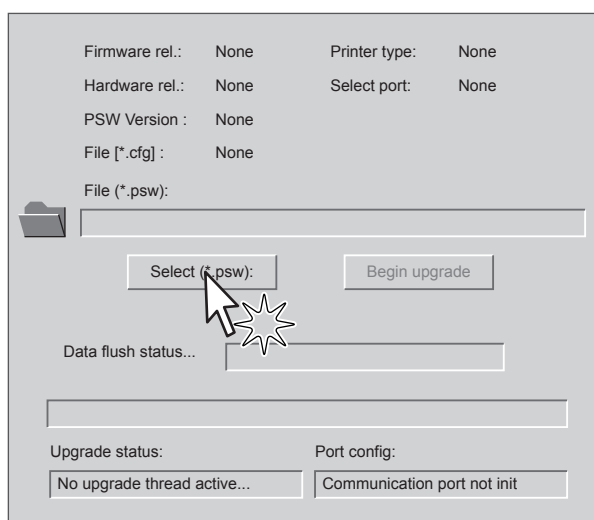 Firmware rel.: None Printer type: None
Hardware rel.: None Select port: None
PSW Version : None
File [*.cfg] : None
File (*.psw):
Select (*.psw): Begin upgrade
Data flush status...
Upgrade status: Port config:
No upgrade thread active... Communication port not init